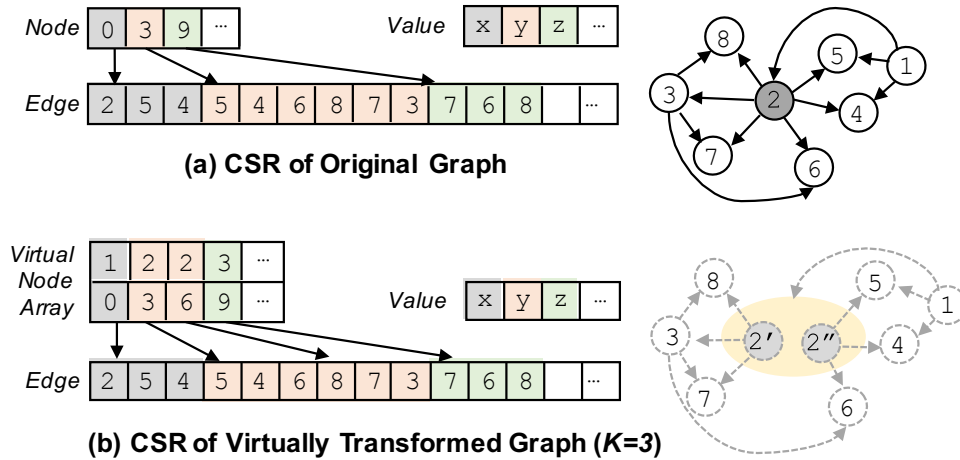 Node 0 3 9 ...
Value x y z ...
Edge 2 5 4 5 4 6 8 7 3 7 6 8 ...
(a) CSR of Original Graph
8
5
1
3
2
4
7
6
Virtual Node Array
1 2 2 3 ...
0 3 6 9 ...
Value x y z ...
Edge 2 5 4 5 4 6 8 7 3 7 6 8 ...
(b) CSR of Virtually Transformed Graph (K=3)
8
5
1
3
2'
2''
4
7
6